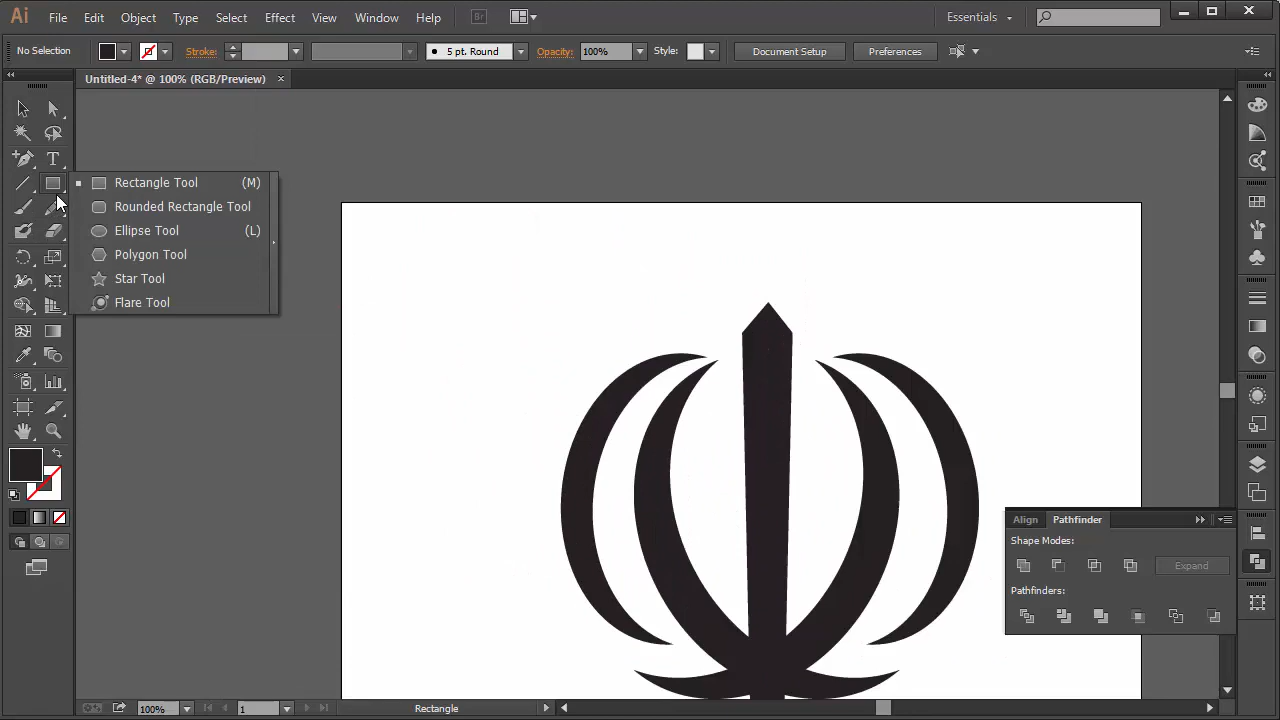 Ai File Edit Object Type Select Effect View Window Help Br Essentials
No Selection Stroke: 5 pt. Round Opacity: 100% Style: Document Setup Preferences
Untitled-4* @ 100% (RGB/Preview) ×
T
Rectangle Tool (M)
Rounded Rectangle Tool
Ellipse Tool (L)
Polygon Tool
Star Tool
Flare Tool
Align Pathfinder
Shape Modes:
Expand
Pathfinders:
100% 1 Rectangle